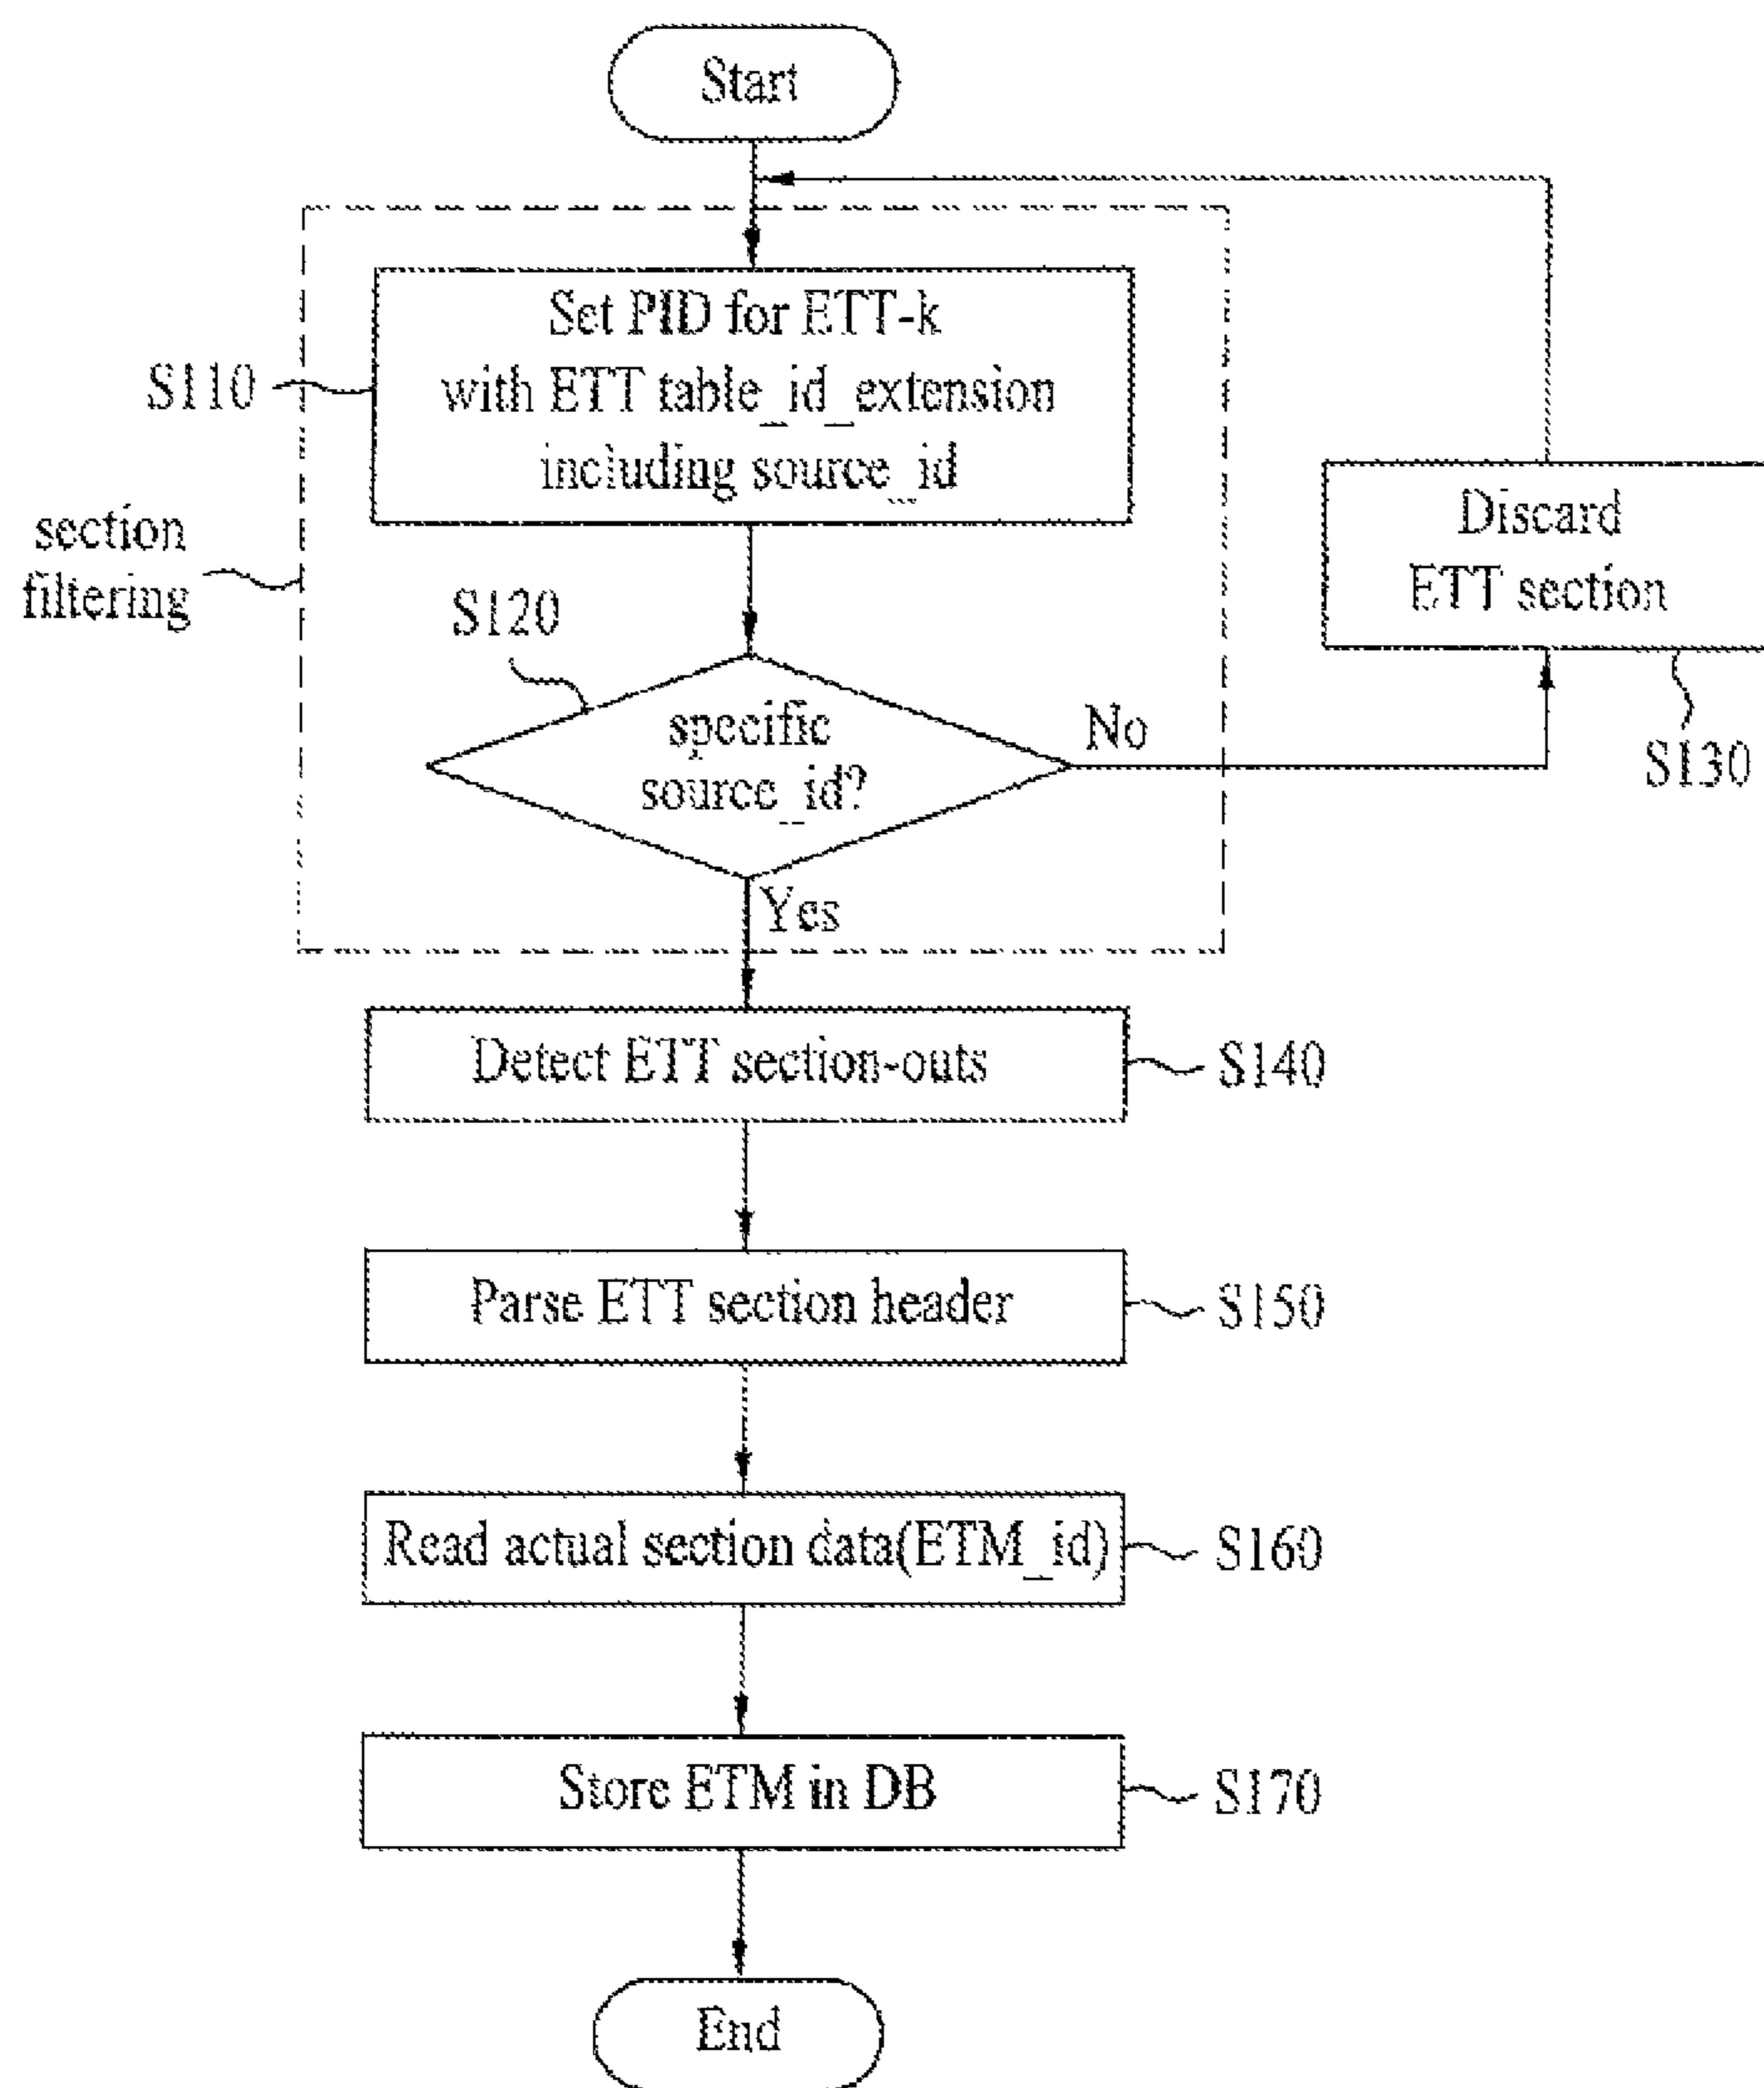 Start
Set PID for ETT-k
with ETT table_id_extension
including source_id
S110
section
filtering
S120
specific
source_id?
No
Yes
Discard
ETT section
S130
Detect ETT section-outs
S140
Parse ETT section header
S150
Read actual section data(ETM_id)
S160
Store ETM in DB
S170
End